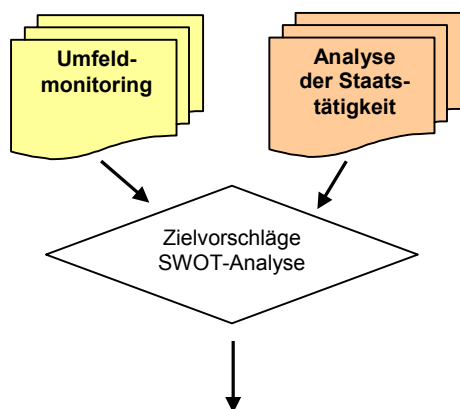 Umfeld-
monitoring
Analyse
der Staats-
tätigkeit
Zielvorschläge
SWOT-Analyse